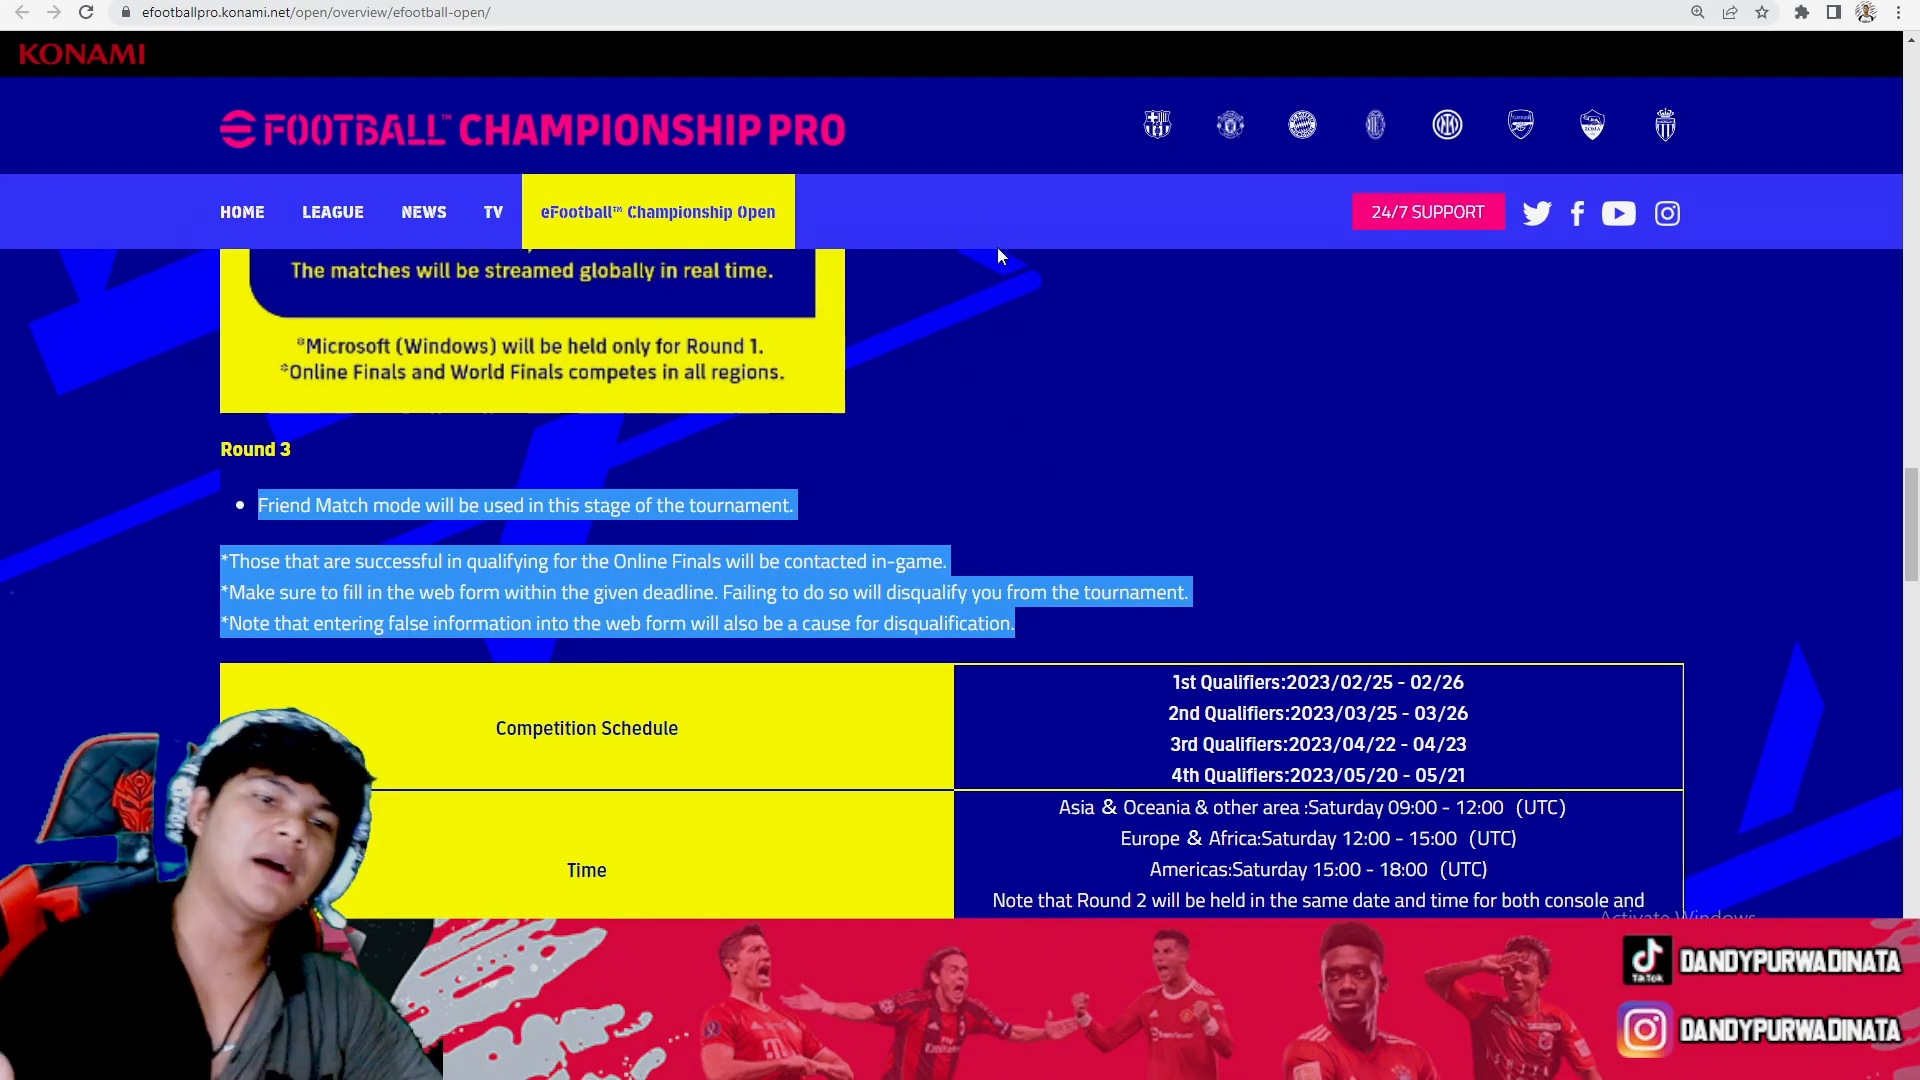 efootballpro.konami.net/open/overview/efootball-open/
KONAMI
FOOTBALL™ CHAMPIONSHIP PRO
HOME LEAGUE NEWS TV eFootball™ Championship Open
24/7 SUPPORT
The matches will be streamed globally in real time.
*Microsoft (Windows) will be held only for Round 1.
*Online Finals and World Finals competes in all regions.
Round 3
Friend Match mode will be used in this stage of the tournament.
*Those that are successful in qualifying for the Online Finals will be contacted in-game.
*Make sure to fill in the web form within the given deadline. Failing to do so will disqualify you from the tournament.
*Note that entering false information into the web form will also be a cause for disqualification.
Competition Schedule
1st Qualifiers:2023/02/25 - 02/26
2nd Qualifiers:2023/03/25 - 03/26
3rd Qualifiers:2023/04/22 - 04/23
4th Qualifiers:2023/05/20 - 05/21
Time
Asia & Oceania & other area :Saturday 09:00 - 12:00 (UTC)
Europe & Africa:Saturday 12:00 - 15:00 (UTC)
Americas:Saturday 15:00 - 18:00 (UTC)
Note that Round 2 will be held in the same date and time for both console and
Activate Windows
TikTok DANDYPURWADINATA
DANDYPURWADINATA